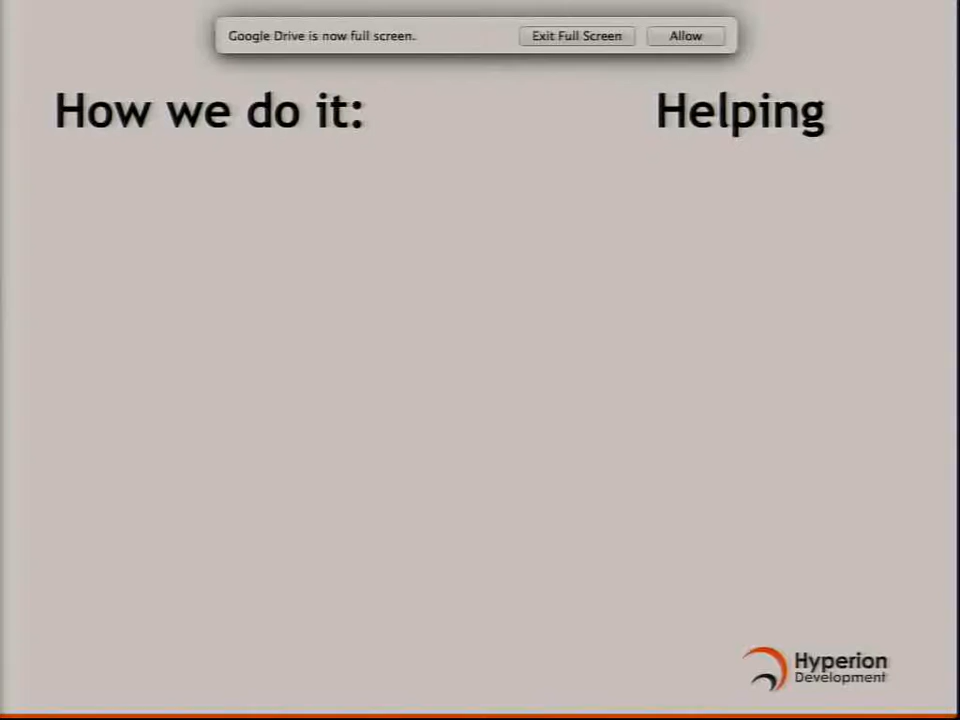 Google Drive is now full screen. Exit Full Screen Allow
How we do it: Helping
Hyperion
Development